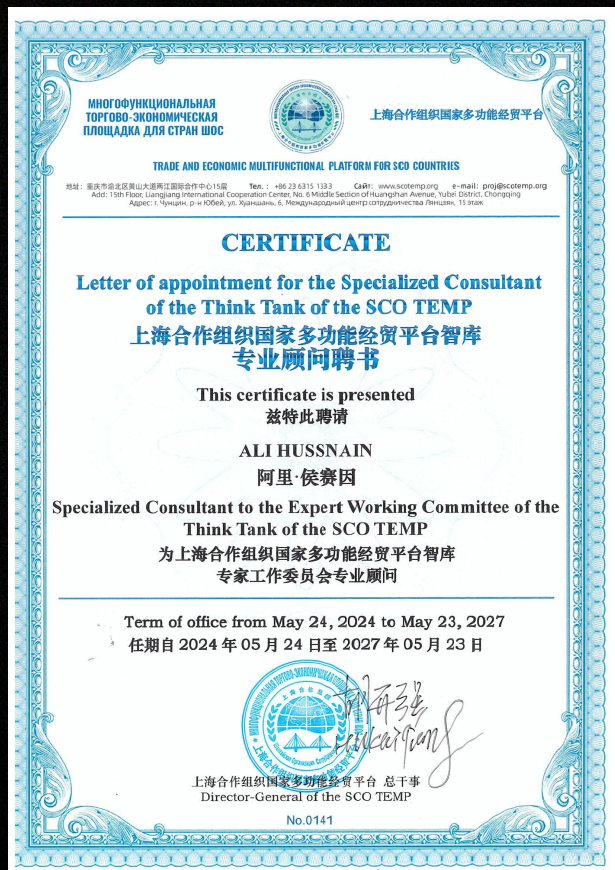 МНОГОФУНКЦИОНАЛЬНАЯ
ТОРГОВО-ЭКОНОМИЧЕСКАЯ
ПЛОЩАДКА ДЛЯ СТРАН ШОС
上海合作组织国家多功能经贸平台
TRADE AND ECONOMIC MULTIFUNCTIONAL PLATFORM FOR SCO COUNTRIES
地址：重庆市渝北区黄山大道两江国际合作中心15层 Тел.：+86 23 6315 1333 Сайт: www.scotemp.org e-mail: proj@scotemp.org
Add: 15th Floor, Liangjiang International Cooperation Center, No. 6 Middle Section of Huangshan Avenue, Yubei District, Chongqing
Адрес: г. Чунцин, р-н Юбей, ул. Хуаншань, 6, Международный центр сотрудничества Лянцзян, 15 этаж
CERTIFICATE
Letter of appointment for the Specialized Consultant
of the Think Tank of the SCO TEMP
上海合作组织国家多功能经贸平台智库
专业顾问聘书
This certificate is presented
兹特此聘请
ALI HUSSNAIN
阿里·侯赛因
Specialized Consultant to the Expert Working Committee of the
Think Tank of the SCO TEMP
为上海合作组织国家多功能经贸平台智库
专家工作委员会专业顾问
Term of office from May 24, 2024 to May 23, 2027
任期自 2024 年 05 月 24 日至 2027 年 05 月 23 日
上海合作组织国家多功能经贸平台 总干事
Director-General of the SCO TEMP
No.0141